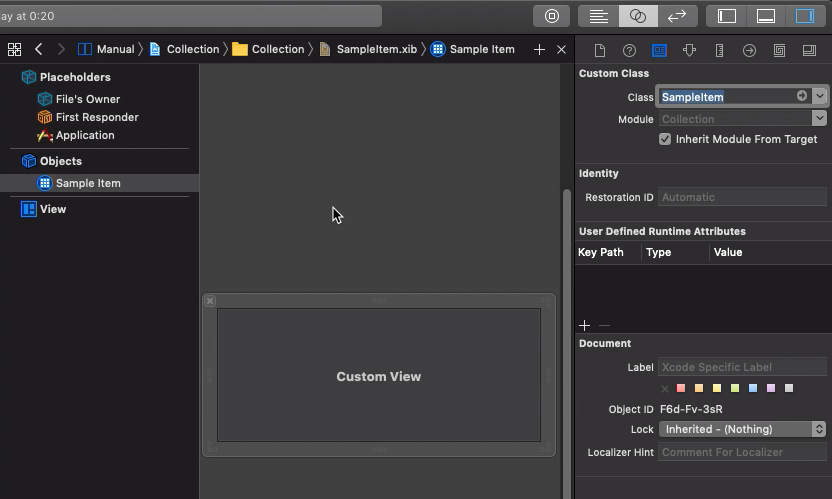 ay at 0:20
Manual
Collection
Collection
SampleItem.xib
Sample Item
Placeholders
File's Owner
First Responder
Application
Objects
Sample Item
View
Custom View
Custom Class
Class SampleItem
Module Collection
Inherit Module From Target
Identity
Restoration ID Automatic
User Defined Runtime Attributes
Key Path Type Value
Document
Label Xcode Specific Label
Object ID F6d-Fv-3sR
Lock Inherited - (Nothing)
Localizer Hint Comment For Localizer